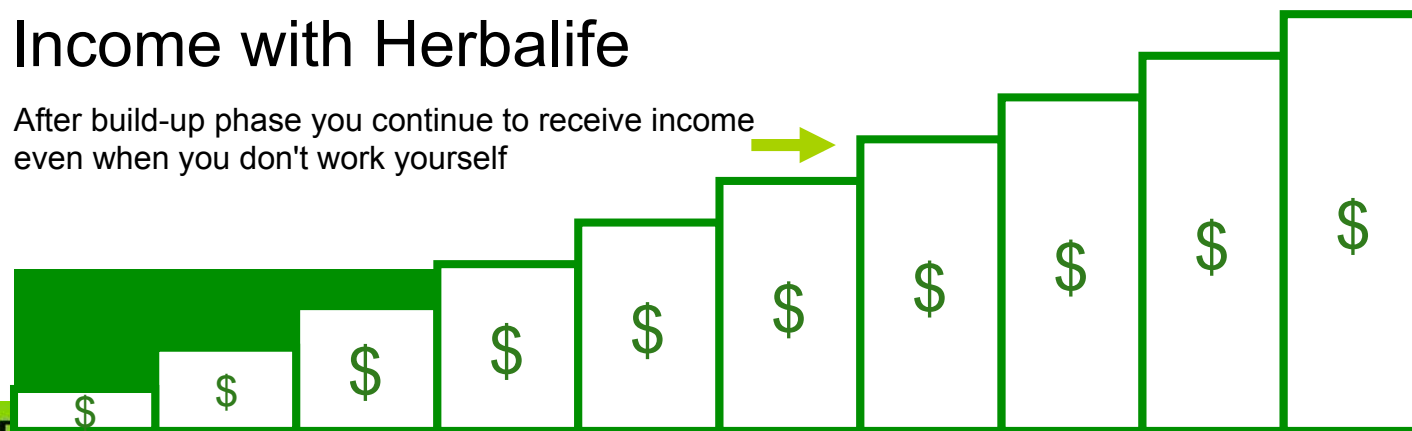 Income with Herbalife
After build-up phase you continue to receive income
even when you don't work yourself
$ $ $ $ $ $ $ $ $ $